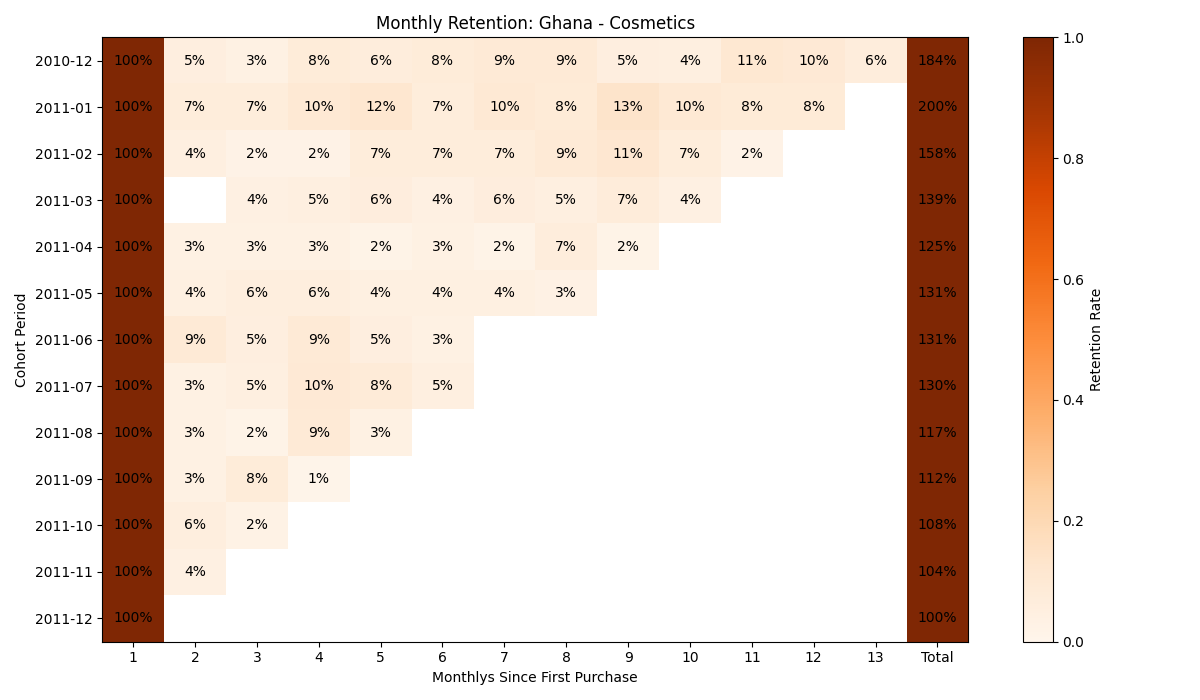 Monthly Retention: Ghana - Cosmetics
2010-12 100% 5% 3% 8% 6% 8% 9% 9% 5% 4% 11% 10% 6% 184%
2011-01 100% 7% 7% 10% 12% 7% 10% 8% 13% 10% 8% 8% 200%
2011-02 100% 4% 2% 2% 7% 7% 7% 9% 11% 7% 2% 158%
2011-03 100% 4% 5% 6% 4% 6% 5% 7% 4% 139%
2011-04 100% 3% 3% 3% 2% 3% 2% 7% 2% 125%
2011-05 100% 4% 6% 6% 4% 4% 4% 3% 131%
2011-06 100% 9% 5% 9% 5% 3% 131%
2011-07 100% 3% 5% 10% 8% 5% 130%
2011-08 100% 3% 2% 9% 3% 117%
2011-09 100% 3% 8% 1% 112%
2011-10 100% 6% 2% 108%
2011-11 100% 4% 104%
2011-12 100% 100%
1 2 3 4 5 6 7 8 9 10 11 12 13 Total
Monthlys Since First Purchase
Cohort Period
1.0
0.8
0.6
0.4
0.2
0.0
Retention Rate